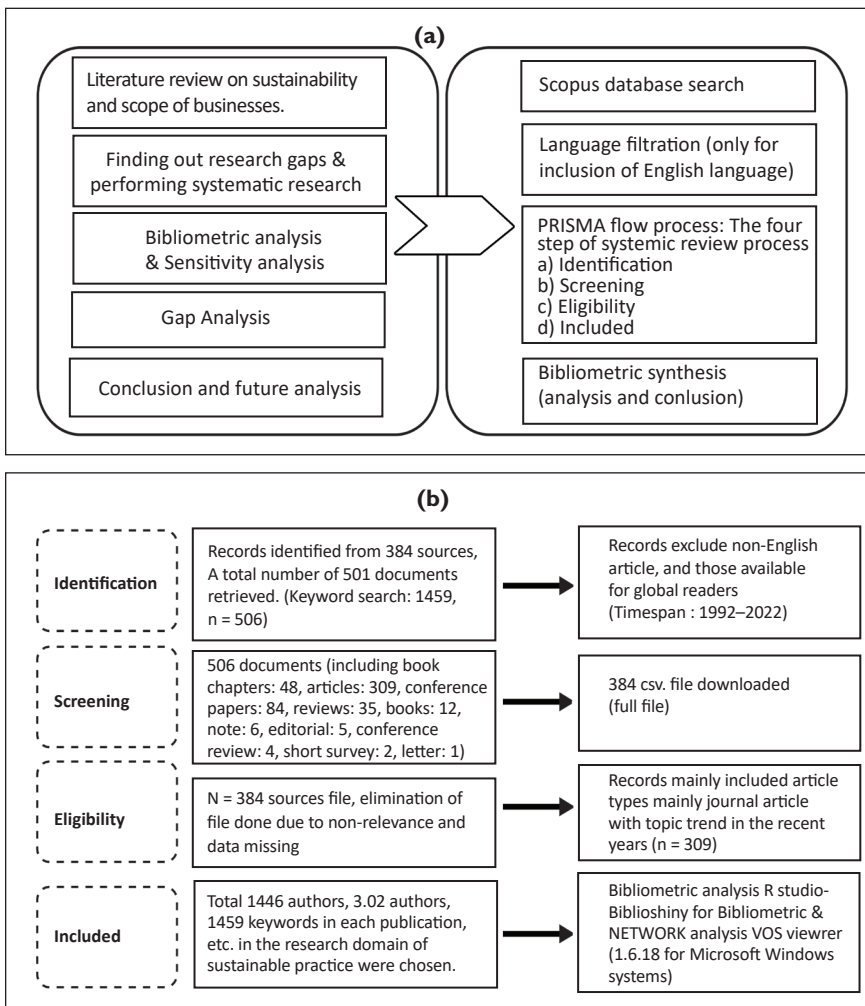 (a)
Literature review on sustainability
and scope of businesses.
Finding out research gaps &
performing systematic research
Bibliometric analysis
& Sensitivity analysis
Gap Analysis
Conclusion and future analysis
Scopus database search
Language filtration (only for
inclusion of English language)
PRISMA flow process: The four
step of systemic review process
a) Identification
b) Screening
c) Eligibility
d) Included
Bibliometric synthesis
(analysis and conlusion)
(b)
Identification
Records identified from 384 sources,
A total number of 501 documents
retrieved. (Keyword search: 1459,
n = 506)
Records exclude non-English
article, and those available
for global readers
(Timespan : 1992–2022)
Screening
506 documents (including book
chapters: 48, articles: 309, conference
papers: 84, reviews: 35, books: 12,
note: 6, editorial: 5, conference
review: 4, short survey: 2, letter: 1)
384 csv. file downloaded
(full file)
Eligibility
N = 384 sources file, elimination of
file done due to non-relevance and
data missing
Records mainly included article
types mainly journal article
with topic trend in the recent
years (n = 309)
Included
Total 1446 authors, 3.02 authors,
1459 keywords in each publication,
etc. in the research domain of
sustainable practice were chosen.
Bibliometric analysis R studio-
Biblioshiny for Bibliometric &
NETWORK analysis VOS viewrer
(1.6.18 for Microsoft Windows
systems)